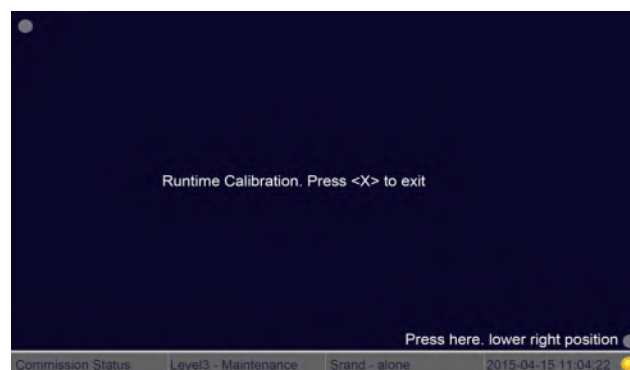 Runtime Calibration. Press <X> to exit
Press here. lower right position
Commission Status Level3 - Maintenance Srand - alone 2015-04-15 11:04:22